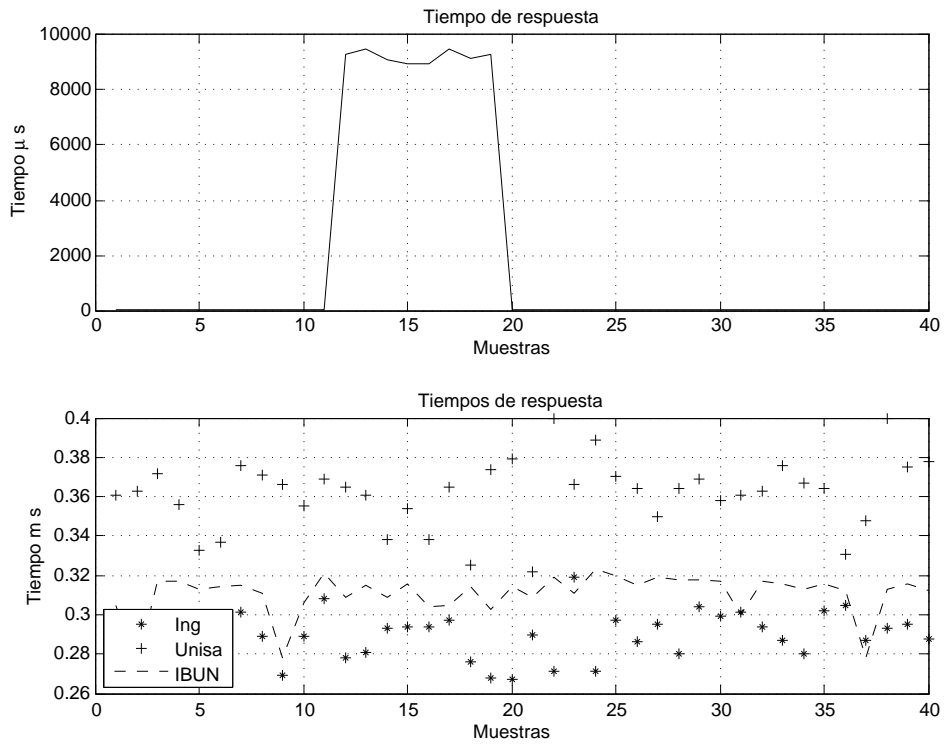 Tiempo de respuesta
10000
8000
6000
4000
2000
0
Tiempo μ s
0 5 10 15 20 25 30 35 40
Muestras
Tiempos de respuesta
0.4
0.38
0.36
0.34
0.32
0.3
0.28
0.26
Tiempo m s
Ing
Unisa
IBUN
0 5 10 15 20 25 30 35 40
Muestras